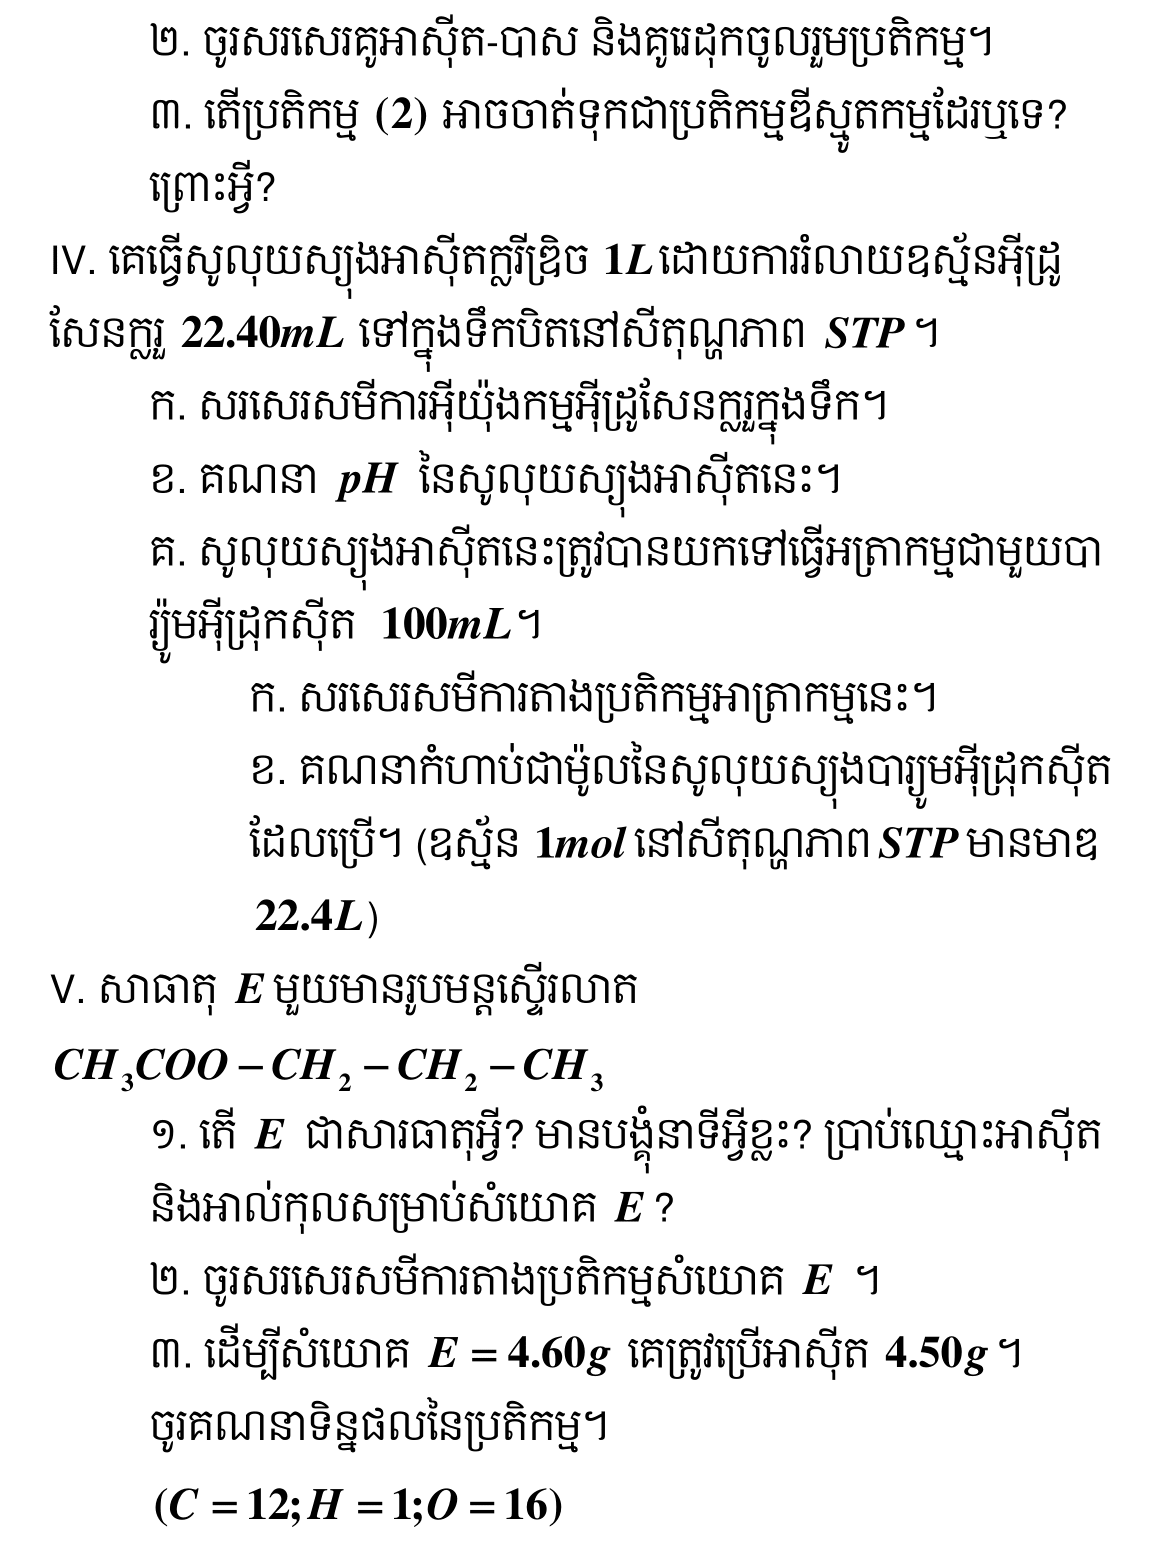 ២. ចូរសរសេរគូអាស៊ីត-បាស និងគូរេដុកចូលរួមប្រតិកម្ម។
៣. តើប្រតិកម្ម (2) អាចចាត់ទុកជាប្រតិកម្មឌីស្មូតកម្មដែរឬទេ?
ព្រោះអ្វី?
IV. គេធ្វើសូលុយស្យុងអាស៊ីតក្លរីឌ្រិច 1L ដោយការរំលាយឧស្ម័នអ៊ីដ្រូ
សែនក្លរួ 22.40mL ទៅក្នុងទឹកបិតនៅសីតុណ្ហភាព STP ។
ក. សរសេរសមីការអ៊ីយ៉ុងកម្មអ៊ីដ្រូសែនក្លរួក្នុងទឹក។
ខ. គណនា pH នៃសូលុយស្យុងអាស៊ីតនេះ។
គ. សូលុយស្យុងអាស៊ីតនេះត្រូវបានយកទៅធ្វើអត្រាកម្មជាមួយបា
រ្យ៉ូមអ៊ីដ្រុកស៊ីត 100mL។
ក. សរសេរសមីការតាងប្រតិកម្មអាត្រាកម្មនេះ។
ខ. គណនាកំហាប់ជាម៉ូលនៃសូលុយស្យុងបារ្យូមអ៊ីដ្រុកស៊ីត
ដែលប្រើ។ (ឧស្ម័ន 1mol នៅសីតុណ្ហភាព STP មានមាឌ
22.4L)
V. សាធាតុ E មួយមានរូបមន្តស្ទើរលាត
CH₃COO – CH₂ – CH₂ – CH₃
១. តើ E ជាសារធាតុអ្វី? មានបង្គុំនាទីអ្វីខ្លះ? ប្រាប់ឈ្មោះអាស៊ីត
និងអាល់កុលសម្រាប់សំយោគ E ?
២. ចូរសរសេរសមីការតាងប្រតិកម្មសំយោគ E ។
៣. ដើម្បីសំយោគ E = 4.60g គេត្រូវប្រើអាស៊ីត 4.50g ។
ចូរគណនាទិន្នផលនៃប្រតិកម្ម។
(C = 12; H = 1; O = 16)